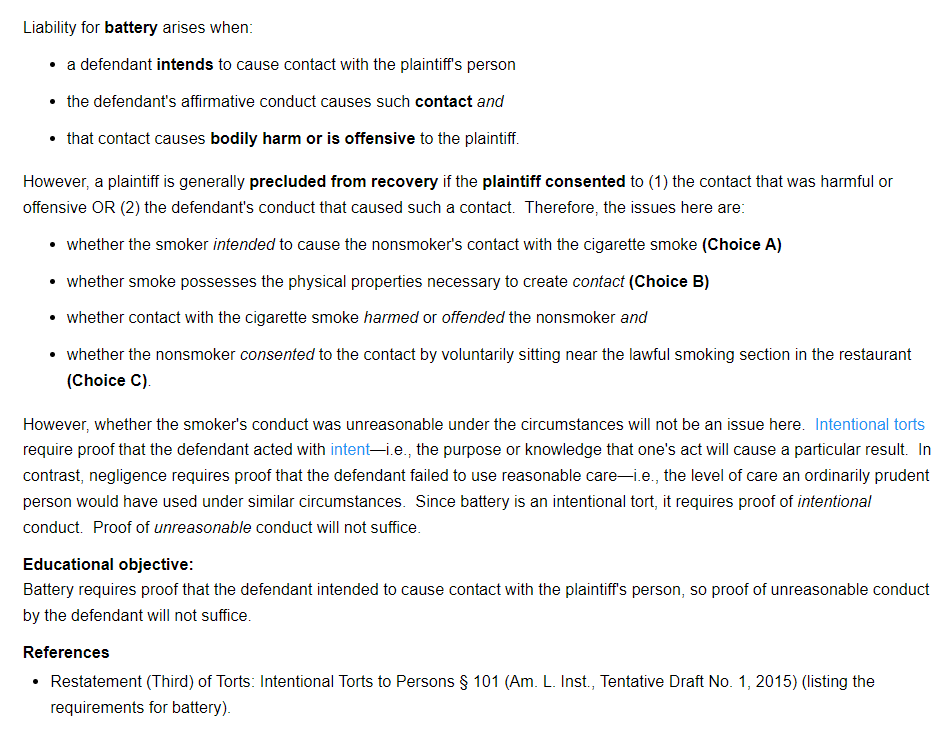 Liability for battery arises when:
• a defendant intends to cause contact with the plaintiff's person
• the defendant's affirmative conduct causes such contact and
• that contact causes bodily harm or is offensive to the plaintiff.
However, a plaintiff is generally precluded from recovery if the plaintiff consented to (1) the contact that was harmful or
offensive OR (2) the defendant's conduct that caused such a contact.  Therefore, the issues here are:
• whether the smoker intended to cause the nonsmoker's contact with the cigarette smoke (Choice A)
• whether smoke possesses the physical properties necessary to create contact (Choice B)
• whether contact with the cigarette smoke harmed or offended the nonsmoker and
• whether the nonsmoker consented to the contact by voluntarily sitting near the lawful smoking section in the restaurant
(Choice C).
However, whether the smoker's conduct was unreasonable under the circumstances will not be an issue here.  Intentional torts
require proof that the defendant acted with intent—i.e., the purpose or knowledge that one's act will cause a particular result.  In
contrast, negligence requires proof that the defendant failed to use reasonable care—i.e., the level of care an ordinarily prudent
person would have used under similar circumstances.  Since battery is an intentional tort, it requires proof of intentional
conduct.  Proof of unreasonable conduct will not suffice.
Educational objective:
Battery requires proof that the defendant intended to cause contact with the plaintiff's person, so proof of unreasonable conduct
by the defendant will not suffice.
References
• Restatement (Third) of Torts: Intentional Torts to Persons § 101 (Am. L. Inst., Tentative Draft No. 1, 2015) (listing the
requirements for battery).